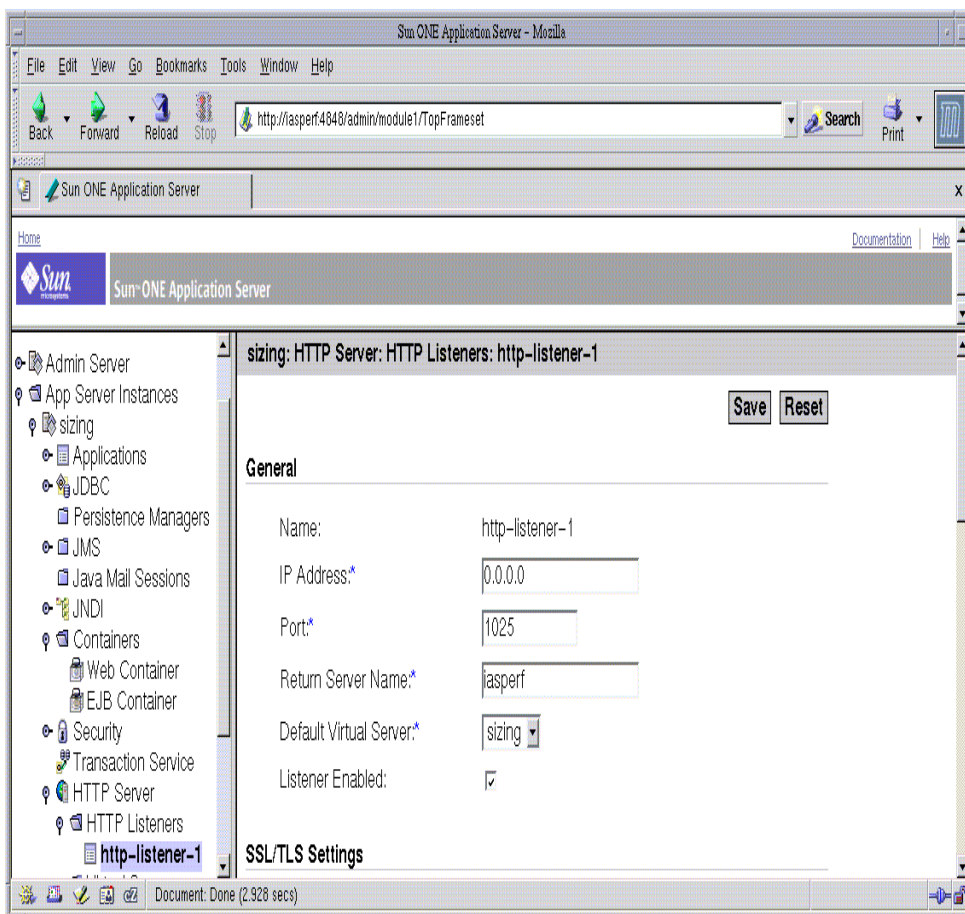 Sun ONE Application Server - Mozilla
File Edit View Go Bookmarks Tools Window Help
Back Forward Reload Stop http://iasperf:4848/admin/module1/TopFrameset Search Print
Sun ONE Application Server X
Home Documentation Help
Sun microsystems Sun ONE Application Server
Admin Server
App Server Instances
sizing
Applications
JDBC
Persistence Managers
JMS
Java Mail Sessions
JNDI
Containers
Web Container
EJB Container
Security
Transaction Service
HTTP Server
HTTP Listeners
http-listener-1
sizing: HTTP Server: HTTP Listeners: http-listener-1
Save Reset
General
Name: http-listener-1
IP Address:* 0.0.0.0
Port:* 1025
Return Server Name:* iasperf
Default Virtual Server:* sizing
Listener Enabled:
SSL/TLS Settings
Document: Done (2.928 secs)